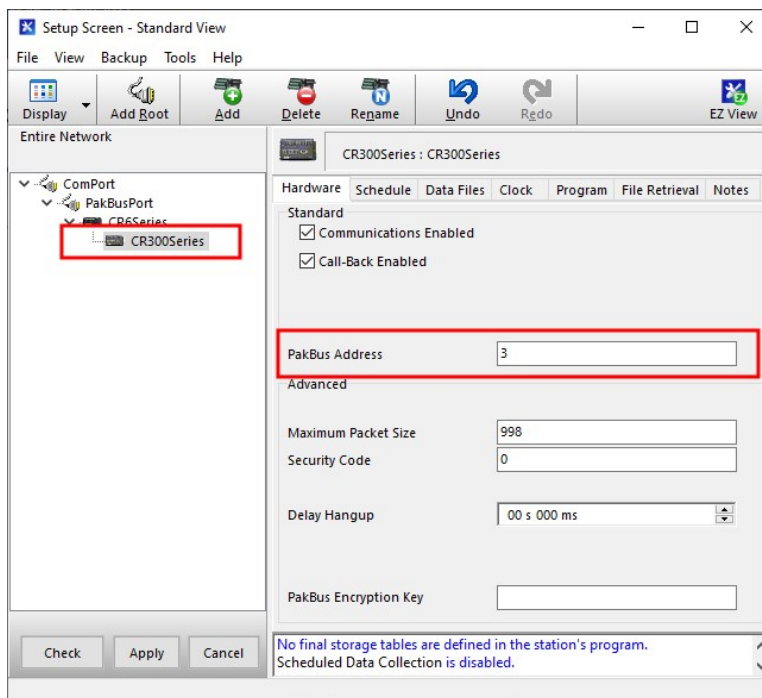 Setup Screen - Standard View
File View Backup Tools Help
Display Add Root Add Delete Rename Undo Redo EZ View
Entire Network
ComPort
PakBusPort
CR6Series
CR300Series
CR300Series : CR300Series
Hardware Schedule Data Files Clock Program File Retrieval Notes
Standard
Communications Enabled
Call-Back Enabled
PakBus Address 3
Advanced
Maximum Packet Size 998
Security Code 0
Delay Hangup 00 s 000 ms
PakBus Encryption Key
Check Apply Cancel
No final storage tables are defined in the station's program.
Scheduled Data Collection is disabled.